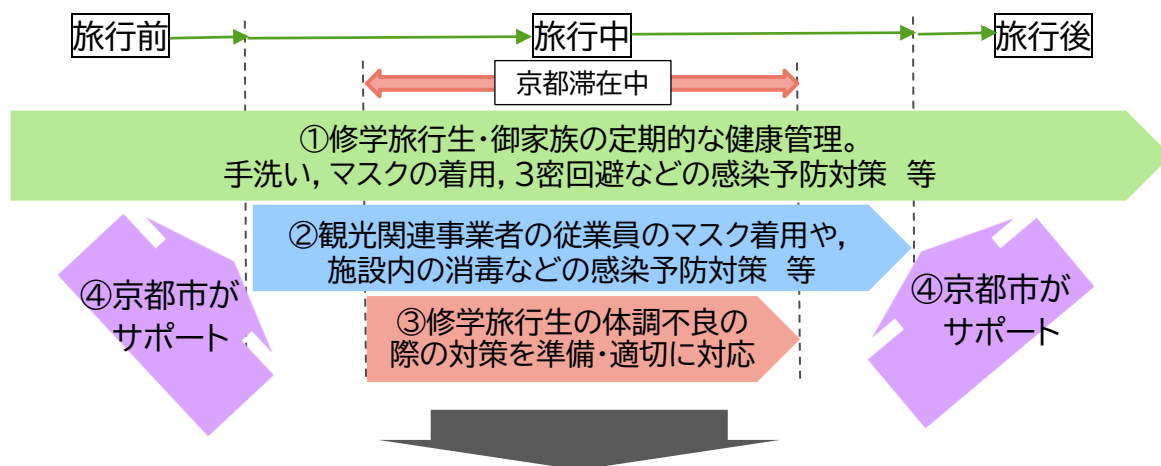 旅行前
旅行中
旅行後
京都滞在中
①修学旅行生・御家族の定期的な健康管理。
手洗い，マスクの着用，３密回避などの感染予防対策　等
②観光関連事業者の従業員のマスク着用や，
施設内の消毒などの感染予防対策　等
③修学旅行生の体調不良の
際の対策を準備・適切に対応
④京都市が
サポート
④京都市が
サポート